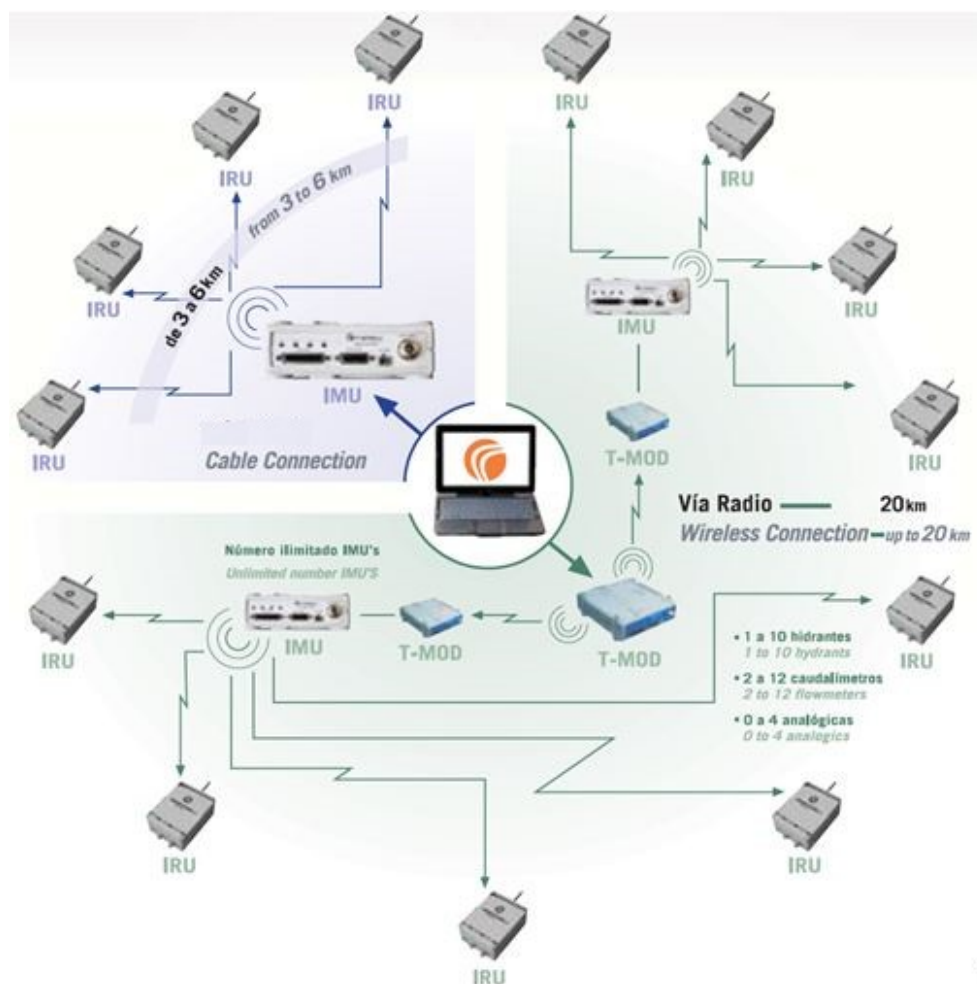 IRU
IRU
IRU
IRU
from 3 to 6 km
IRU
IRU
de 3 a 6 km
IRU
IMU
IMU
IRU
IRU
T-MOD
Cable Connection
Vía Radio
20 km
Wireless Connection
up to 20 km
Número ilimitado IMU's
Unlimited number IMU'S
IRU
IMU
T-MOD
T-MOD
IRU
• 1 a 10 hidrantes
1 to 10 hydrants
• 2 a 12 caudalímetros
2 to 12 flowmeters
• 0 a 4 analógicas
0 to 4 analogics
IRU
IRU
IRU